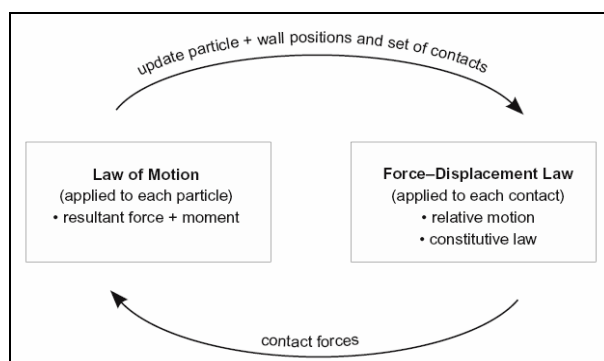 update particle + wall positions and set of contacts
Law of Motion
(applied to each particle)
• resultant force + moment
Force–Displacement Law
(applied to each contact)
• relative motion
• constitutive law
contact forces